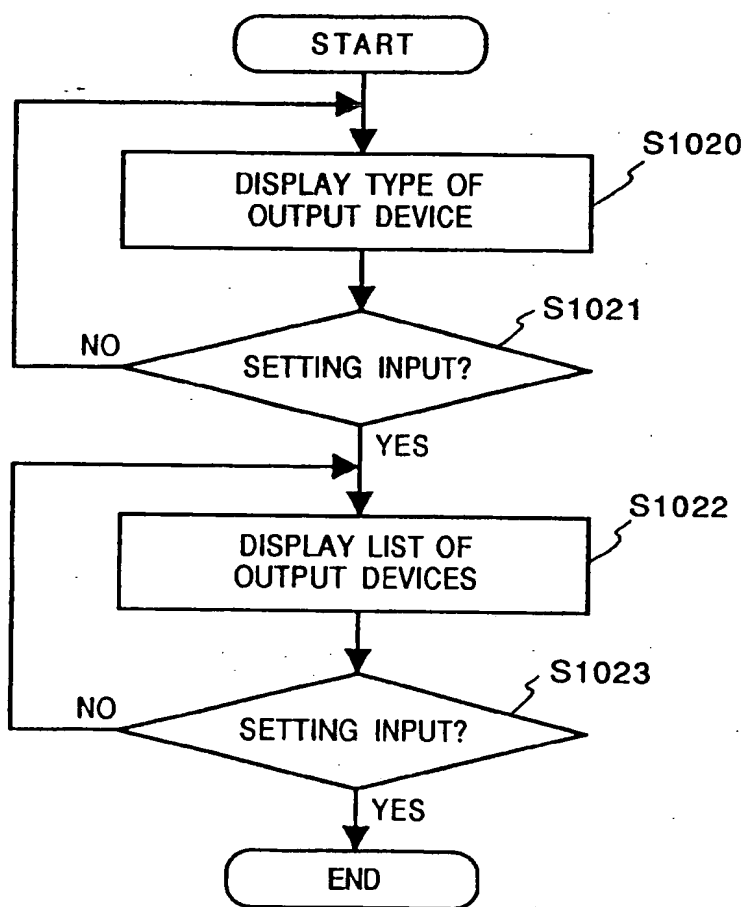 START
S1020
DISPLAY TYPE OF
OUTPUT DEVICE
S1021
NO
SETTING INPUT?
YES
S1022
DISPLAY LIST OF
OUTPUT DEVICES
S1023
NO
SETTING INPUT?
YES
END